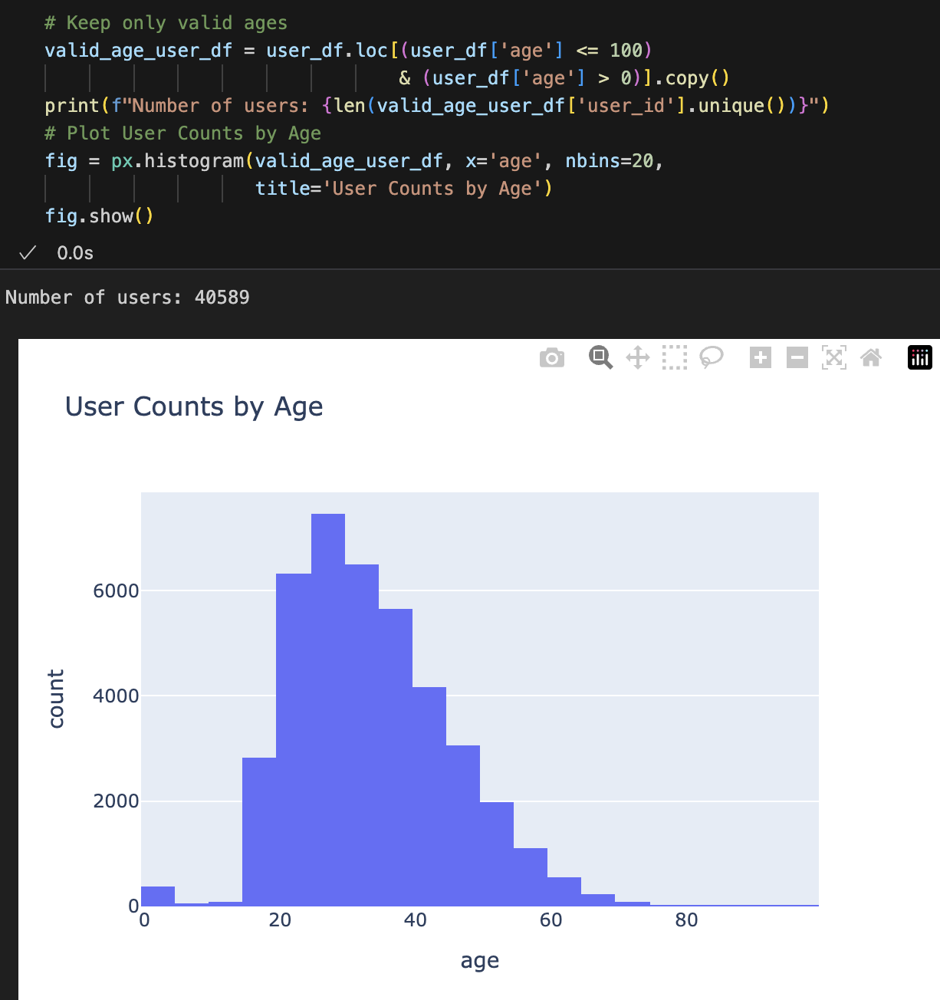 # Keep only valid ages
valid_age_user_df = user_df.loc[(user_df['age'] <= 100)
& (user_df['age'] > 0)].copy()
print(f"Number of users: {len(valid_age_user_df['user_id'].unique())}")
# Plot User Counts by Age
fig = px.histogram(valid_age_user_df, x='age', nbins=20,
title='User Counts by Age')
fig.show()
0.0s
Number of users: 40589
User Counts by Age
6000
4000
2000
0
count
0 20 40 60 80
age